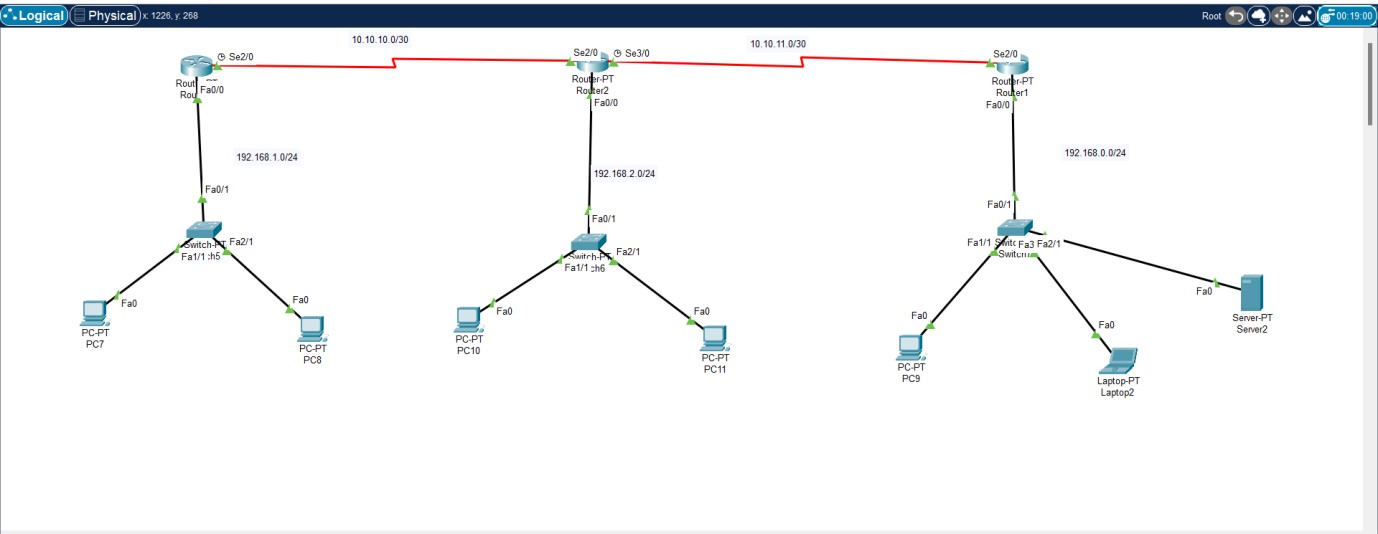 Logical
Physical
x: 1226, y: 268
Root
00:19:00
10.10.10.0/30
10.10.11.0/30
Se2/0
Se2/0
Se3/0
Se2/0
Fa0/0
Router-PT
Router2
Fa0/0
Router-PT
Router1
Fa0/0
192.168.1.0/24
192.168.2.0/24
192.168.0.0/24
Fa0/1
Fa0/1
Fa0/1
Fa1/1
Fa2/1
Fa1/1
Fa2/1
Fa1/1
Fa3
Fa2/1
Fa0
PC-PT
PC7
Fa0
PC-PT
PC8
Fa0
PC-PT
PC10
Fa0
PC-PT
PC11
Fa0
PC-PT
PC9
Fa0
Laptop-PT
Laptop2
Fa0
Server-PT
Server2